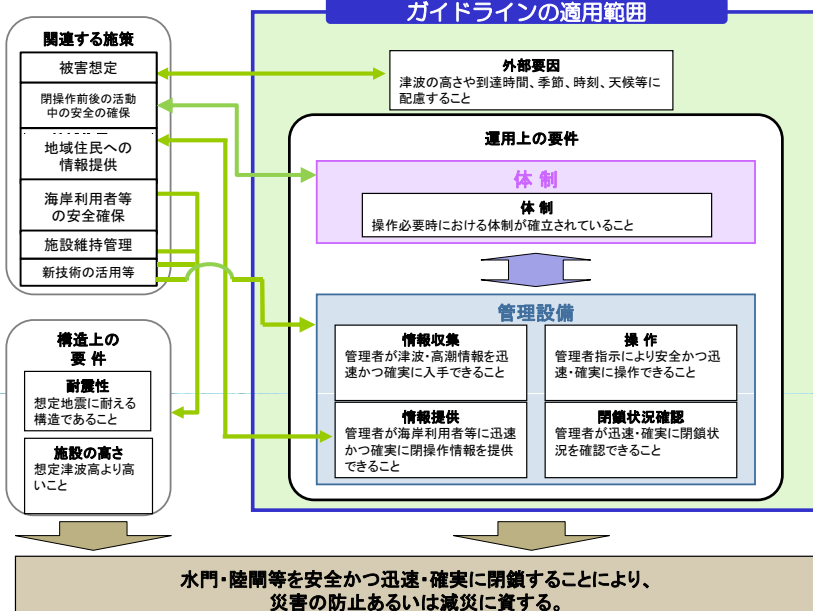 ガイドラインの適用範囲
関連する施策
被害想定
閉操作前後の活動
中の安全の確保
地域住民への
情報提供
海岸利用者等
の安全確保
施設維持管理
新技術の活用等
構造上の
要 件
耐震性
想定地震に耐える
構造であること
施設の高さ
想定津波高より高
いこと
外部要因
津波の高さや到達時間、季節、時刻、天候等に
配慮すること
運用上の要件
体 制
体 制
操作必要時における体制が確立されていること
管理設備
情報収集
管理者が津波・高潮情報を迅
速かつ確実に入手できること
操 作
管理者指示により安全かつ迅
速・確実に操作できること
情報提供
管理者が海岸利用者等に迅速
かつ確実に閉操作情報を提供
できること
閉鎖状況確認
管理者が迅速・確実に閉鎖状
況を確認できること
水門・陸閘等を安全かつ迅速・確実に閉鎖することにより、
災害の防止あるいは減災に資する。